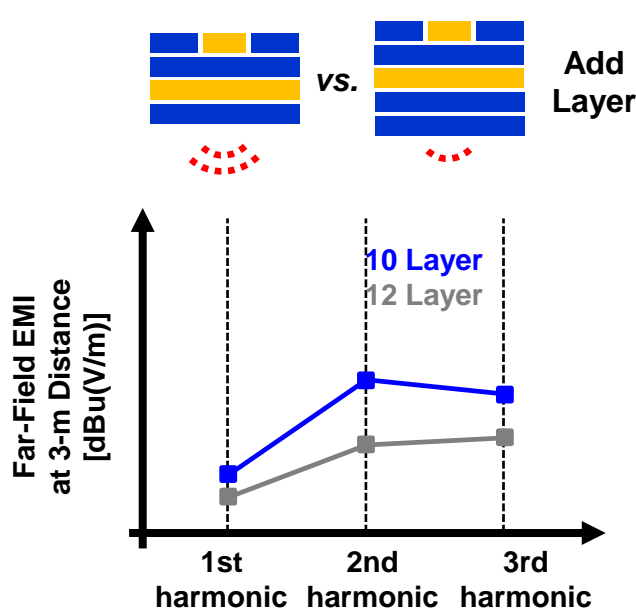 vs.
Add
Layer
10 Layer
12 Layer
Far-Field EMI
at 3-m Distance
[dBu(V/m)]
1st
harmonic
2nd
harmonic
3rd
harmonic